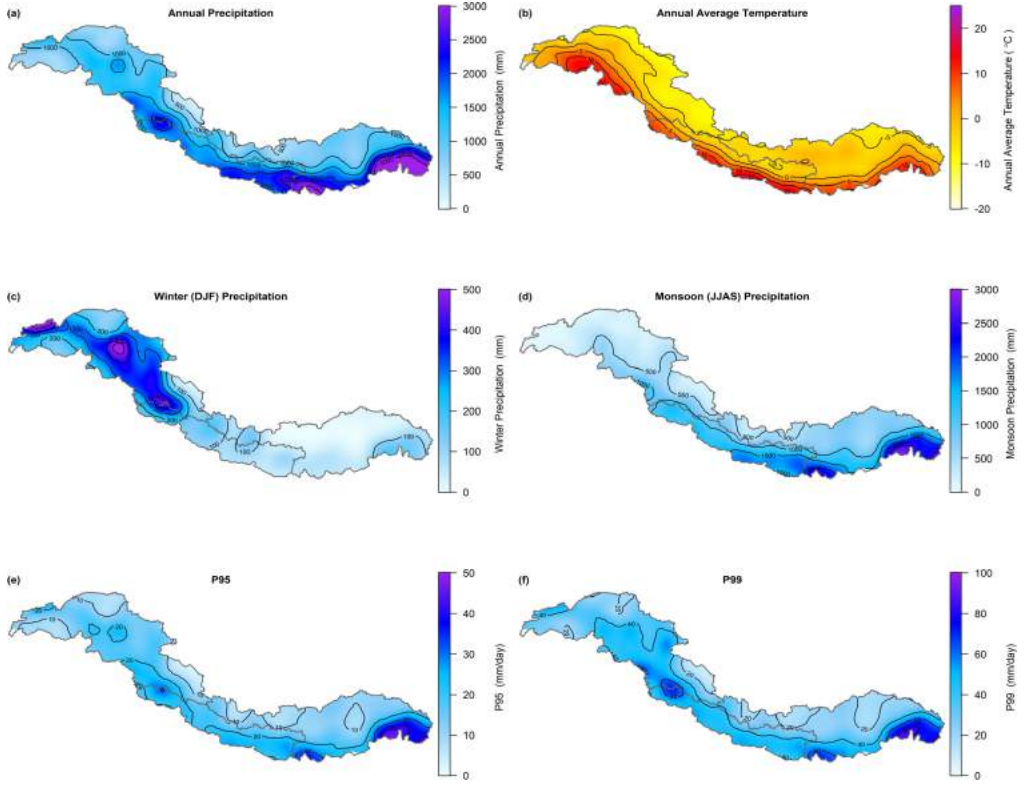 (a)
Annual Precipitation
3000
2500
2000
1500
1000
500
0
Annual Precipitation (mm)
(b)
Annual Average Temperature
20
10
0
-10
-20
Annual Average Temperature ( °C)
(c)
Winter (DJF) Precipitation
500
400
300
200
100
0
Winter Precipitation (mm)
(d)
Monsoon (JJAS) Precipitation
3000
2500
2000
1500
1000
500
0
Monsoon Precipitation (mm)
(e)
P95
50
40
30
20
10
0
P95 (mm/day)
(f)
P99
100
80
60
40
20
0
P99 (mm/day)